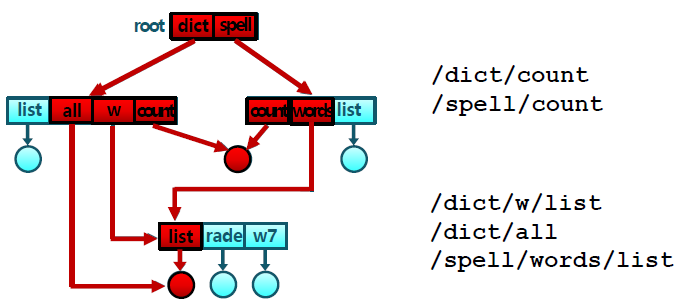 root dict spell
list all w count count words list
/dict/count
/spell/count
list rade w7
/dict/w/list
/dict/all
/spell/words/list